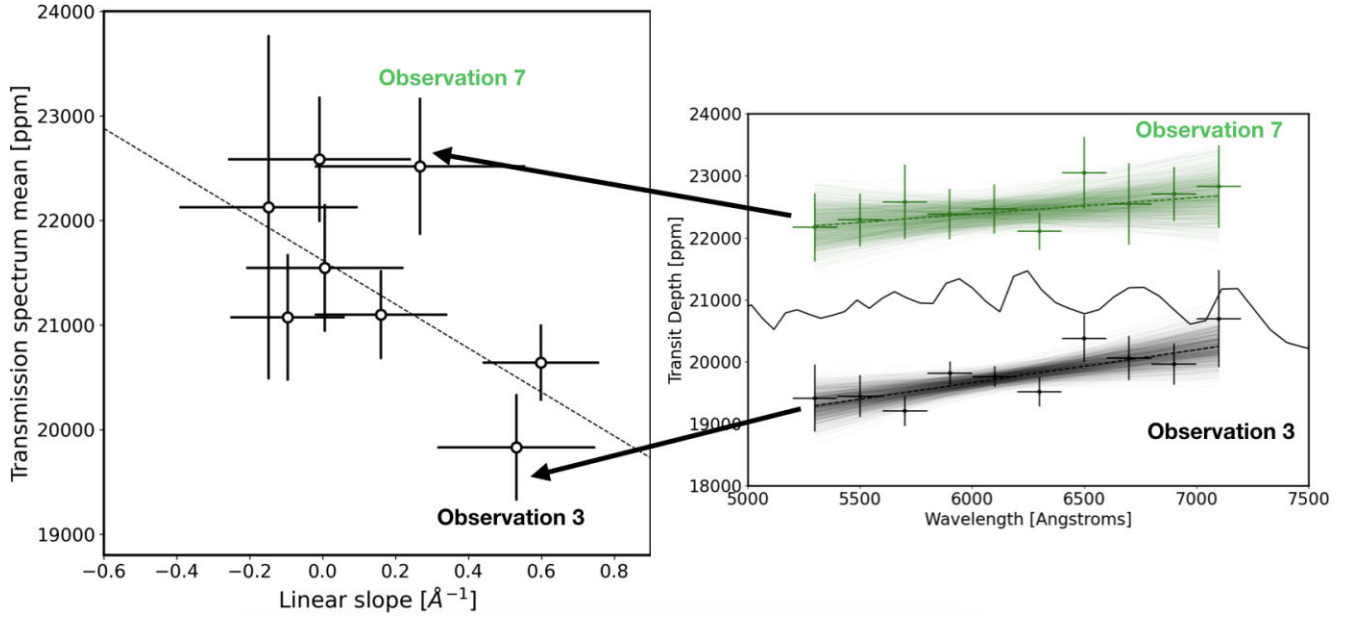 24000
23000
22000
21000
20000
19000
Transmission spectrum mean [ppm]
Observation 7
Observation 3
−0.6 −0.4 −0.2 0.0 0.2 0.4 0.6 0.8
Linear slope [Å⁻¹]
24000
23000
22000
21000
20000
19000
18000
Transit Depth [ppm]
Observation 7
Observation 3
5000 5500 6000 6500 7000 7500
Wavelength [Angstroms]